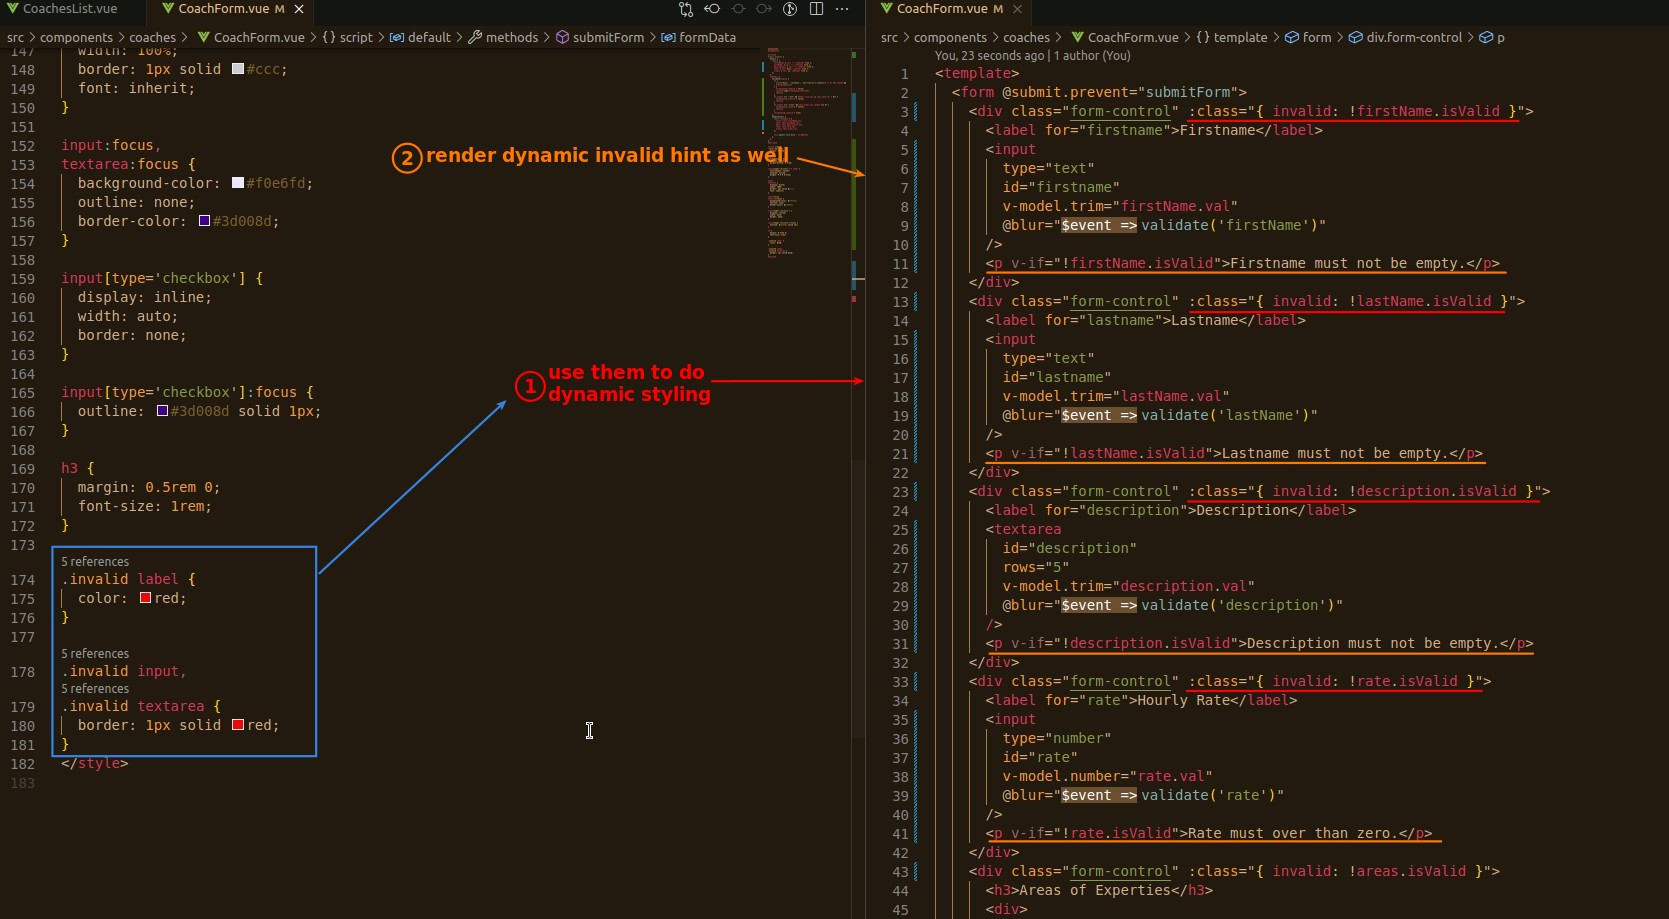 CoachesList.vue
CoachForm.vue M
src > components > coaches > CoachForm.vue > {} script > default > methods > submitForm > formData
147 width: 100%;
148 border: 1px solid #ccc;
149 font: inherit;
150 }
151
152 input:focus,
153 textarea:focus {
154 background-color: #f0e6fd;
155 outline: none;
156 border-color: #3d008d;
157 }
158
159 input[type='checkbox'] {
160 display: inline;
161 width: auto;
162 border: none;
163 }
164
165 input[type='checkbox']:focus {
166 outline: #3d008d solid 1px;
167 }
168
169 h3 {
170 margin: 0.5rem 0;
171 font-size: 1rem;
172 }
173
5 references
174 .invalid label {
175 color: red;
176 }
177
5 references
178 .invalid input,
5 references
179 .invalid textarea {
180 border: 1px solid red;
181 }
182 </style>
183
② render dynamic invalid hint as well
① use them to do
dynamic styling
CoachForm.vue M
src > components > coaches > CoachForm.vue > {} template > form > div.form-control > p
You, 23 seconds ago | 1 author (You)
1 <template>
2 <form @submit.prevent="submitForm">
3 <div class="form-control" :class="{ invalid: !firstName.isValid }">
4 <label for="firstname">Firstname</label>
5 <input
6 type="text"
7 id="firstname"
8 v-model.trim="firstName.val"
9 @blur="$event => validate('firstName')"
10 />
11 <p v-if="!firstName.isValid">Firstname must not be empty.</p>
12 </div>
13 <div class="form-control" :class="{ invalid: !lastName.isValid }">
14 <label for="lastname">Lastname</label>
15 <input
16 type="text"
17 id="lastname"
18 v-model.trim="lastName.val"
19 @blur="$event => validate('lastName')"
20 />
21 <p v-if="!lastName.isValid">Lastname must not be empty.</p>
22 </div>
23 <div class="form-control" :class="{ invalid: !description.isValid }">
24 <label for="description">Description</label>
25 <textarea
26 id="description"
27 rows="5"
28 v-model.trim="description.val"
29 @blur="$event => validate('description')"
30 />
31 <p v-if="!description.isValid">Description must not be empty.</p>
32 </div>
33 <div class="form-control" :class="{ invalid: !rate.isValid }">
34 <label for="rate">Hourly Rate</label>
35 <input
36 type="number"
37 id="rate"
38 v-model.number="rate.val"
39 @blur="$event => validate('rate')"
40 />
41 <p v-if="!rate.isValid">Rate must over than zero.</p>
42 </div>
43 <div class="form-control" :class="{ invalid: !areas.isValid }">
44 <h3>Areas of Experties</h3>
45 <div>